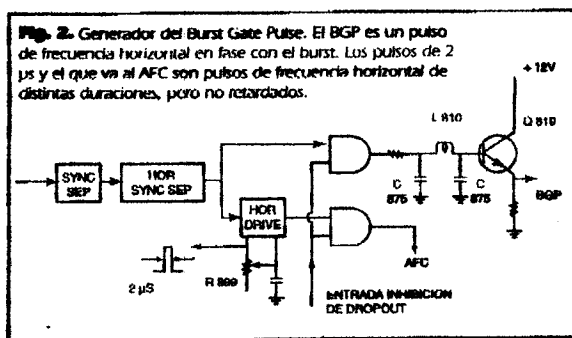 Fig. 2. Generador del Burst Gate Pulse. El BGP es un pulso
de frecuencia horizontal en fase con el burst. Los pulsos de 2
µs y el que va al AFC son pulsos de frecuencia horizontal de
distintas duraciones, pero no retardados.
+ 12V
L 810
Q 819
SYNC
SEP
HOR
SYNC SEP
C
875
C
875
BGP
HOR
DRIVE
2 µS
R 899
AFC
ENTRADA INHIBICION
DE DROPOUT